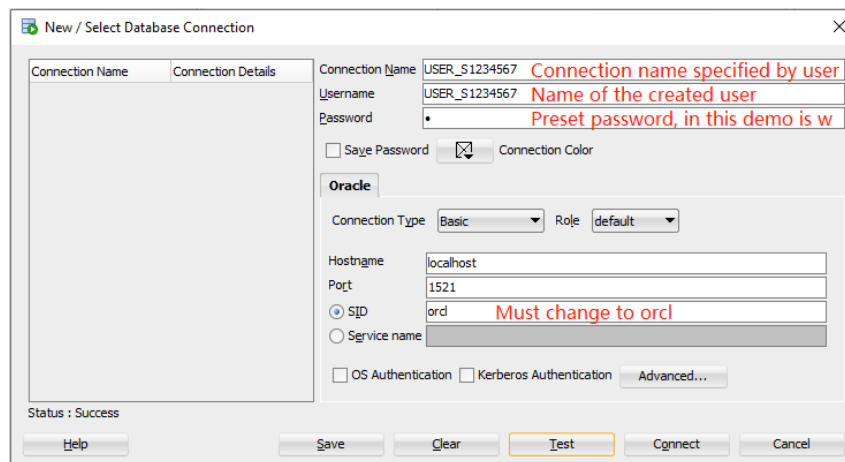 New / Select Database Connection
Connection Name Connection Details
Connection Name USER_S1234567 Connection name specified by user
Username USER_S1234567 Name of the created user
Password • Preset password, in this demo is w
Save Password Connection Color
Oracle
Connection Type Basic Role default
Hostname localhost
Port 1521
SID orcl Must change to orcl
Service name
OS Authentication Kerberos Authentication Advanced...
Status : Success
Help Save Clear Test Connect Cancel